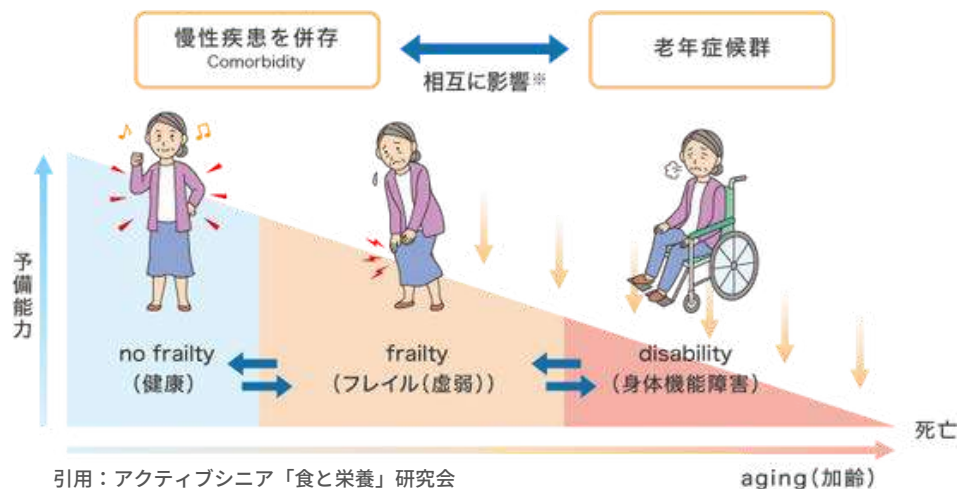 慢性疾患を併存
Comorbidity
相互に影響※
老年症候群
予備能力
no frailty
(健康)
frailty
(フレイル(虚弱))
disability
(身体機能障害)
死亡
引用:アクティブシニア「食と栄養」研究会
aging(加齢)